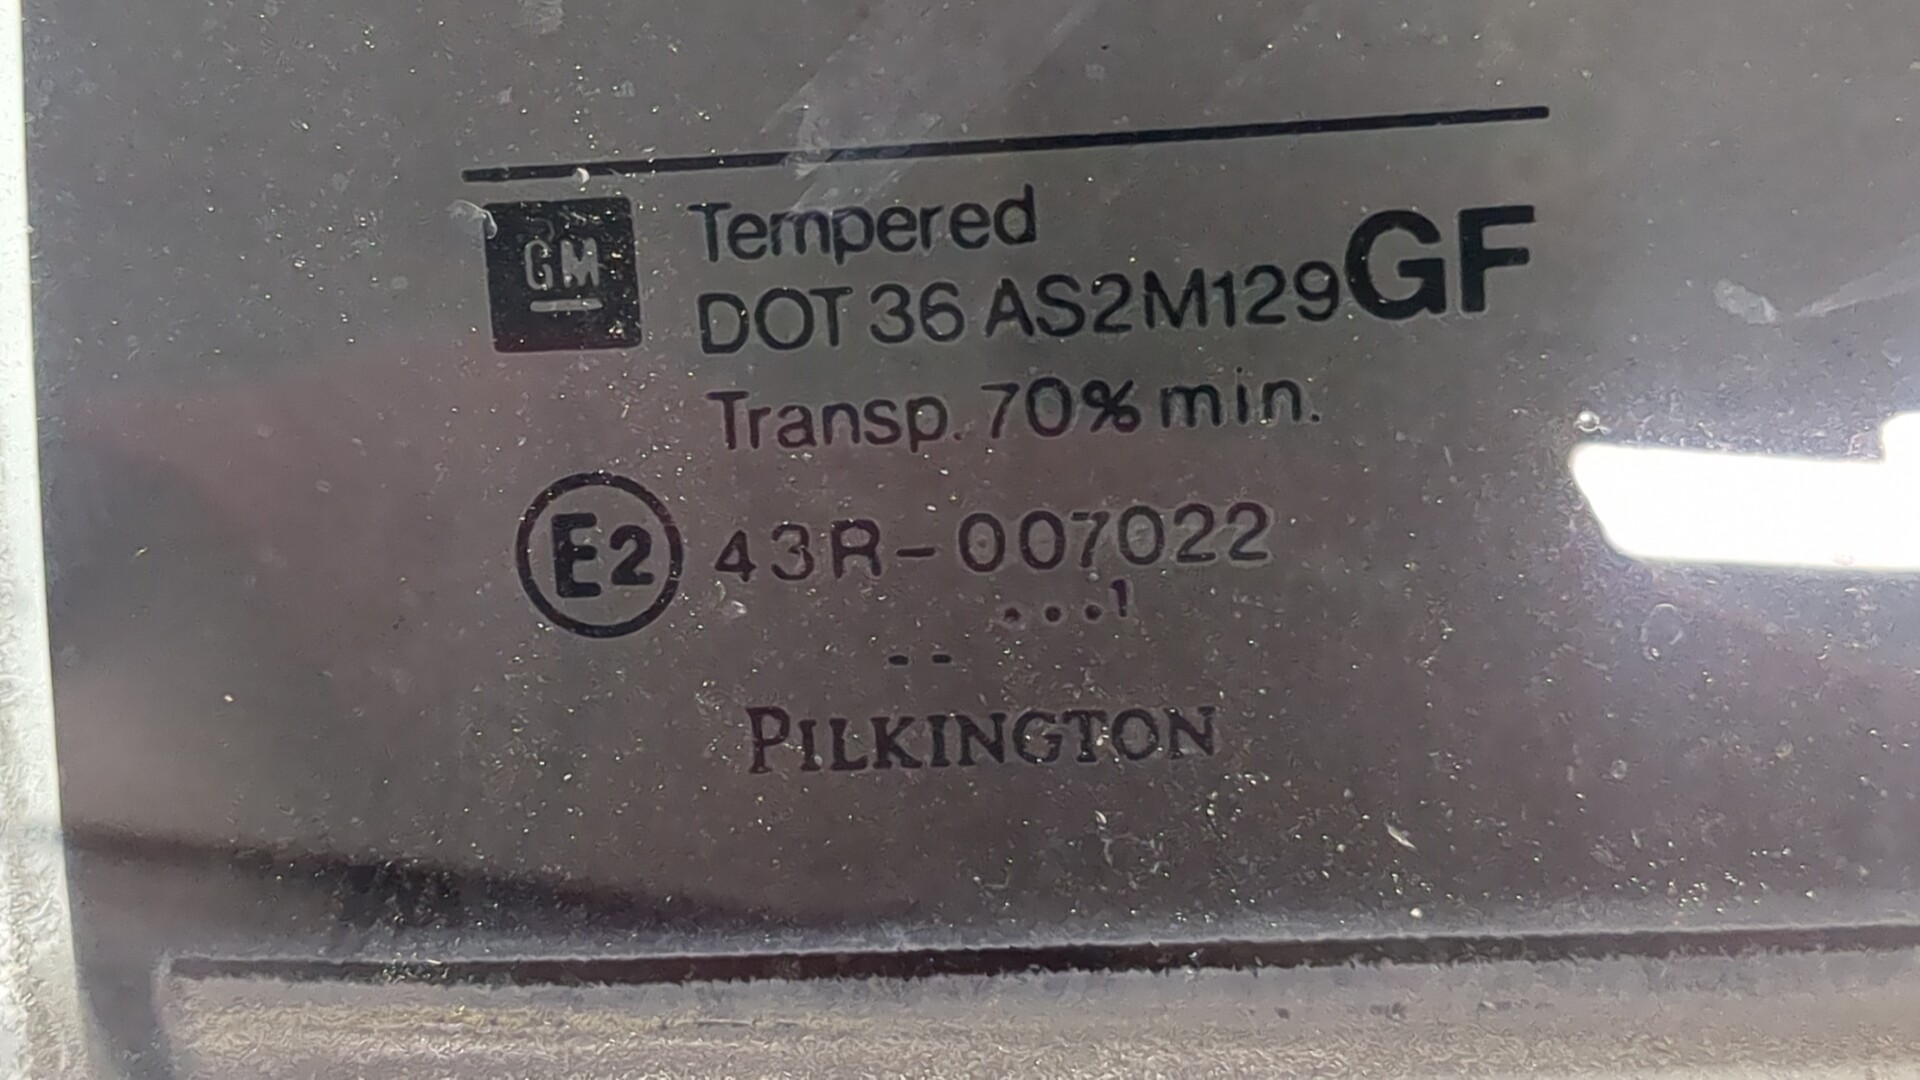 GM
Tempered
DOT 36 AS2M129GF
Transp. 70% min.
E2 43R-007022
...1
--
PILKINGTON